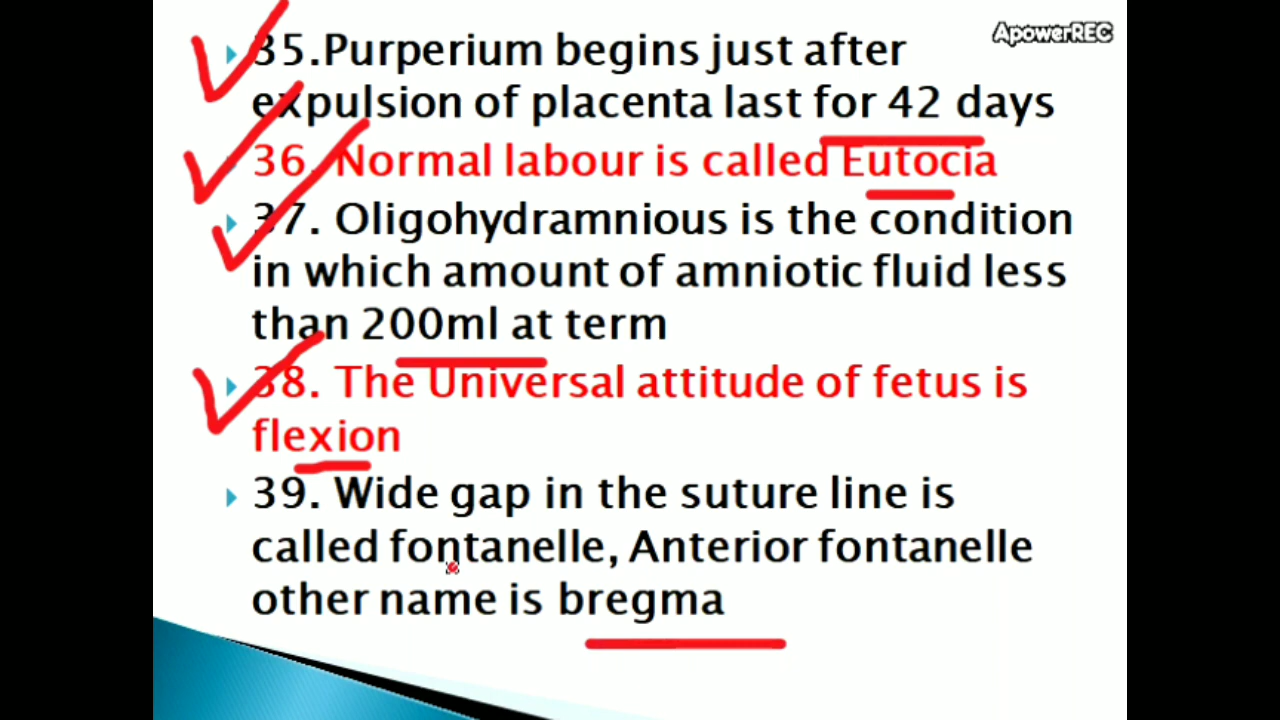 ApowerREC
35.Purperium begins just after
expulsion of placenta last for 42 days
36. Normal labour is called Eutocia
37. Oligohydramnious is the condition
in which amount of amniotic fluid less
than 200ml at term
38. The Universal attitude of fetus is
flexion
39. Wide gap in the suture line is
called fontanelle, Anterior fontanelle
other name is bregma